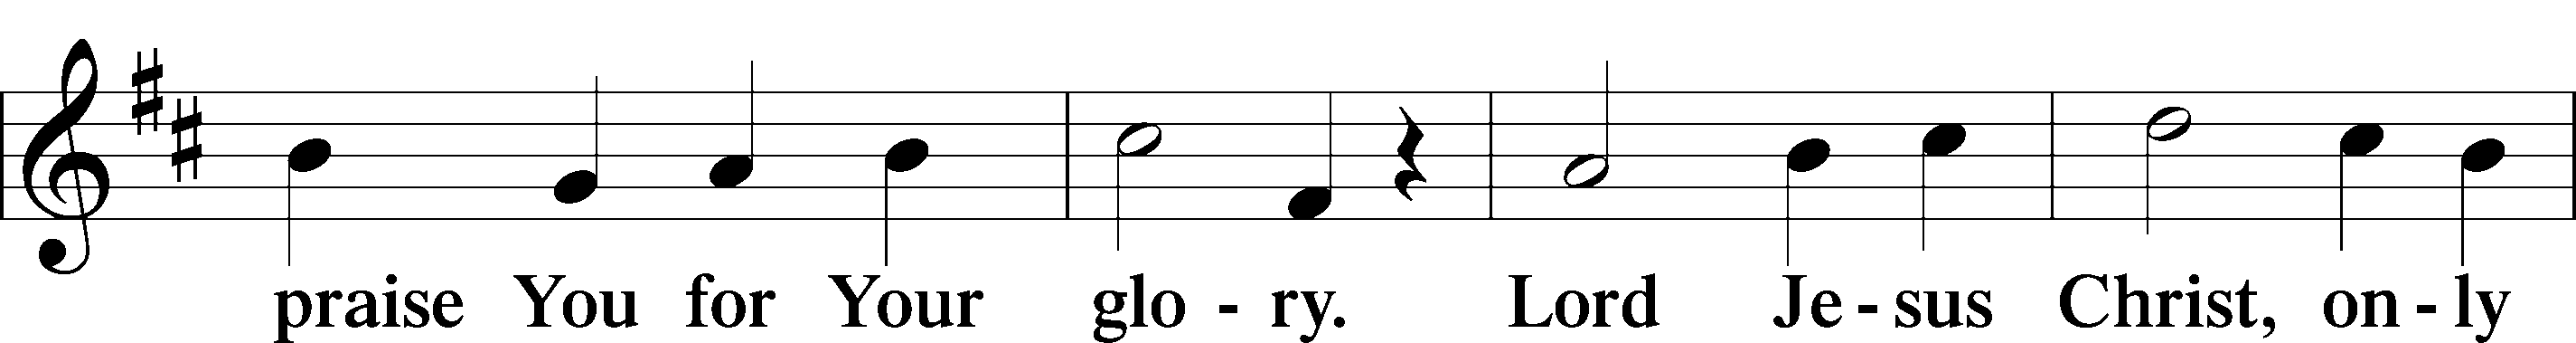 praise You for Your glo - ry. Lord Je - sus Christ, on - ly